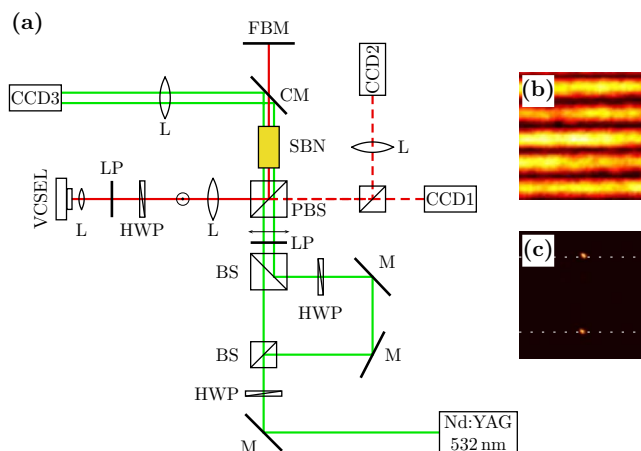 (a)
FBM
CCD2
CCD3
CM
(b)
L
SBN
L
VCSEL
LP
L
HWP
L
PBS
CCD1
LP
(c)
BS
M
HWP
BS
M
HWP
M
Nd:YAG
532 nm